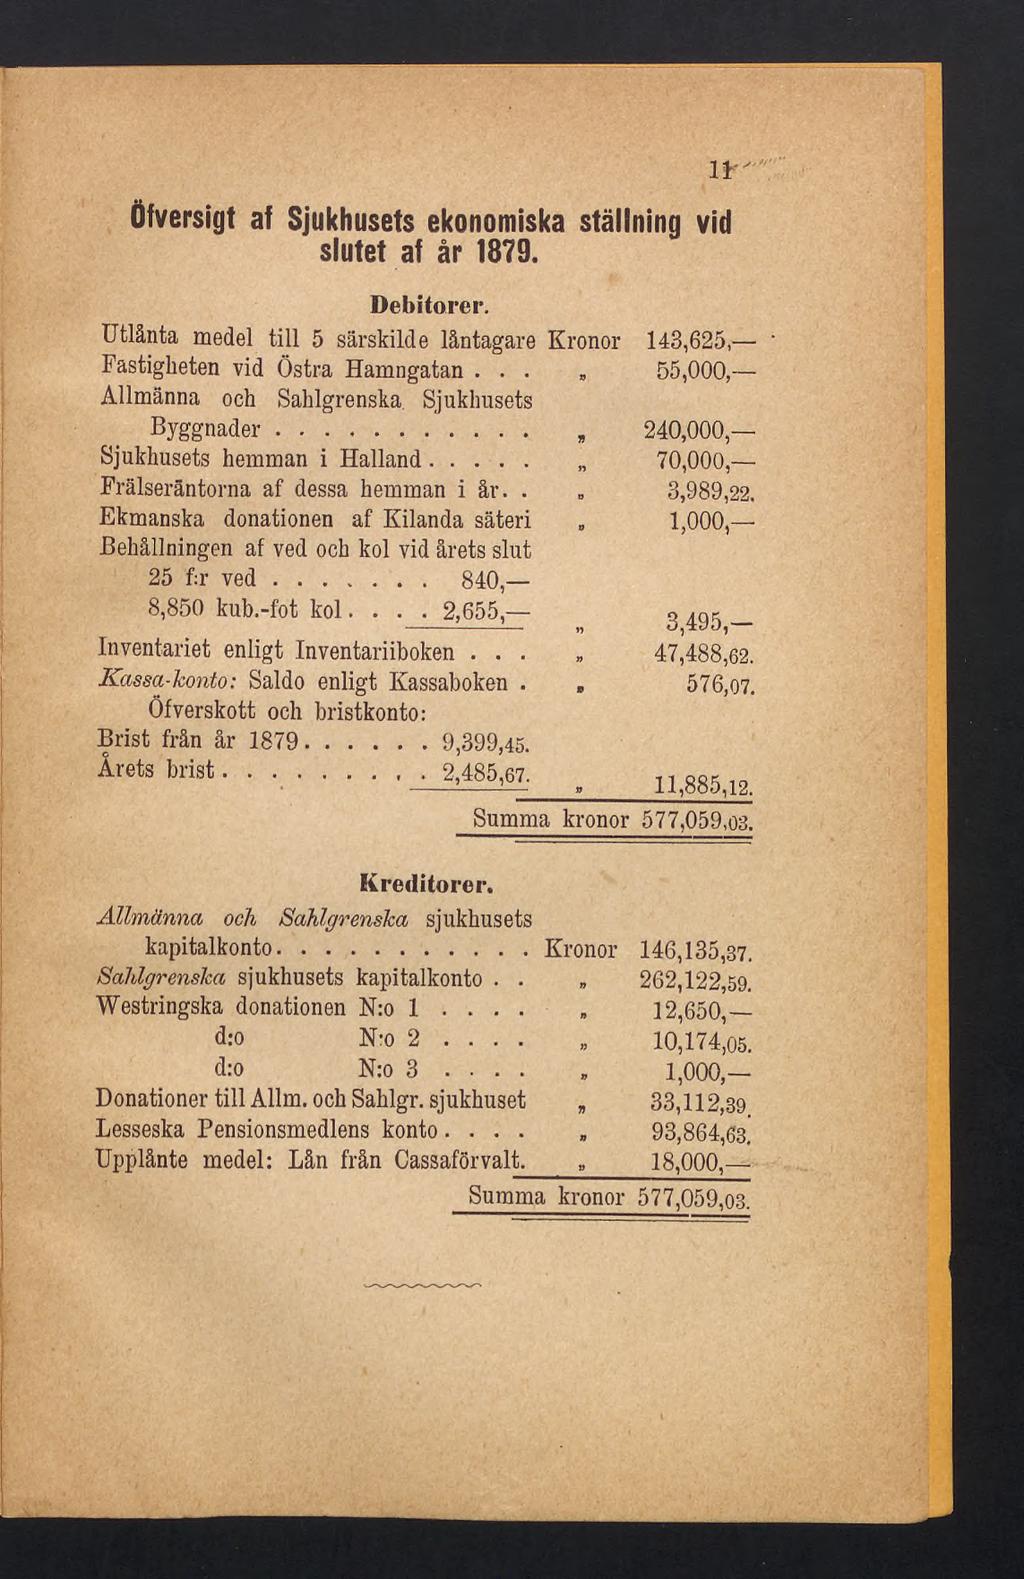 11
Öfversigt af Sjukhusets ekonomiska ställning vid
slutet af år 1879.
Debitorer.
Utlånta medel till 5 särskilde låntagare Kronor 143,625,—
Fastigheten vid Östra Hamngatan . . . „ 55,000,—
Allmänna och Sahlgrenska Sjukhusets
Byggnader . . . . . . . . . . . „ 240,000,—
Sjukhusets hemman i Halland . . . . . „ 70,000,—
Frälseräntorna af dessa hemman i år. . „ 3,989,22.
Ekmanska donationen af Kilanda säteri „ 1,000,—
Behållningen af ved och kol vid årets slut
25 f:r ved . . . . . . . 840,—
8,850 kub.-fot kol . . . . 2,655,— „ 3,495,—
Inventariet enligt Inventariiboken . . . „ 47,488,62.
Kassa-konto: Saldo enligt Kassaboken . „ 576,07.
Öfverskott och bristkonto:
Brist från år 1879 . . . . . . 9,399,45.
Årets brist . . . . . . . . . 2,485,67. „ 11,885,12.
Summa kronor 577,059,03.
Kreditorer.
Allmänna och Sahlgrenska sjukhusets
kapitalkonto . . . . . . . . . . . Kronor 146,135,37.
Sahlgrenska sjukhusets kapitalkonto . . „ 262,122,59.
Westringska donationen N:o 1 . . . . „ 12,650,—
d:o N:o 2 . . . . „ 10,174,05.
d:o N:o 3 . . . . „ 1,000,—
Donationer till Allm. och Sahlgr. sjukhuset „ 33,112,39.
Lesseska Pensionsmedlens konto . . . . „ 93,864,63.
Upplånte medel: Lån från Cassaförvalt. „ 18,000,—
Summa kronor 577,059,03.